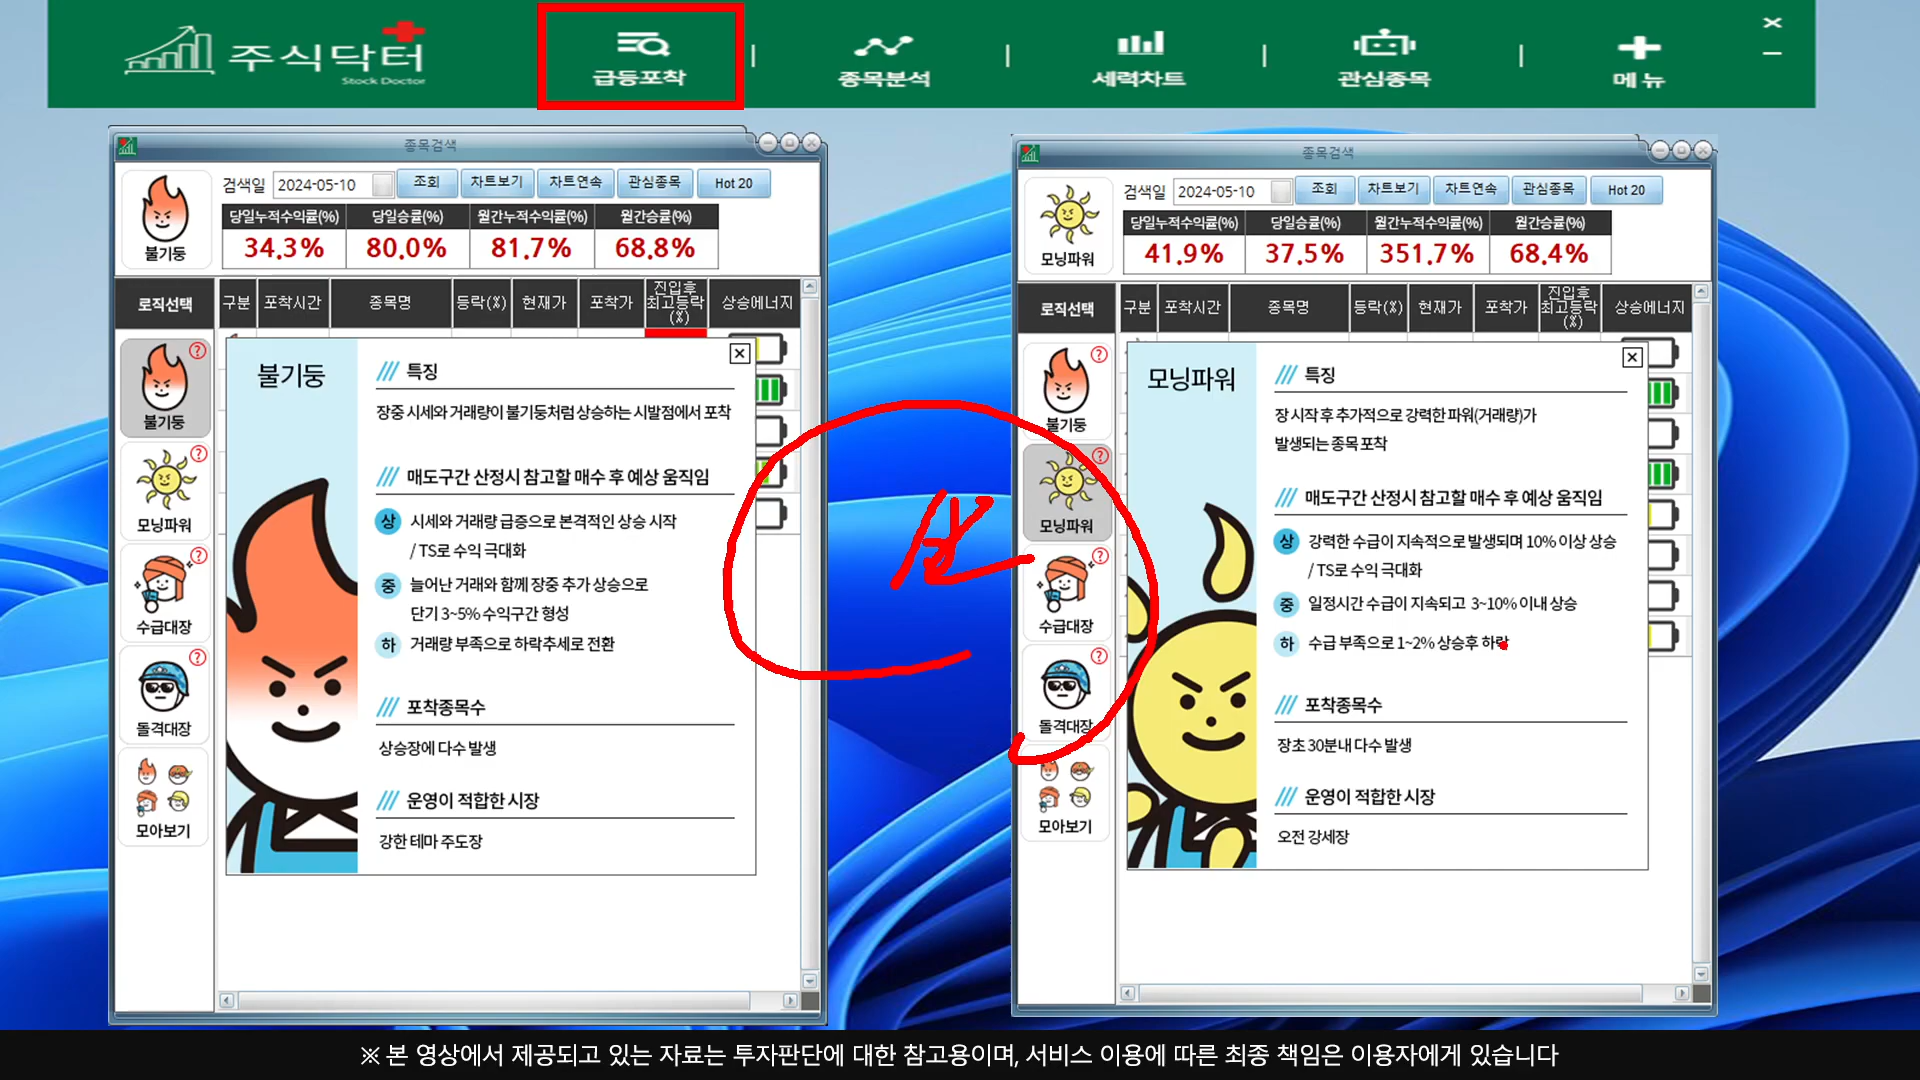 주식닥터
Stock Doctor
급등포착
종목분석
세력차트
관심종목
메뉴
종목검색
불기둥
검색일 2024-05-10 조회 차트보기 차트연속 관심종목 Hot 20
당일누적수익률(%) 당일승률(%) 월간누적수익률(%) 월간승률(%)
34.3% 80.0% 81.7% 68.8%
로직선택 구분 포착시간 종목명 등락(%) 현재가 포착가 진입후 최고등락 (%) 상승에너지
불기둥
모닝파워
수급대장
돌격대장
모아보기
불기둥
특징
장중 시세와 거래량이 불기둥처럼 상승하는 시발점에서 포착
매도구간 산정시 참고할 매수 후 예상 움직임
상 시세와 거래량 급증으로 본격적인 상승 시작
/ TS로 수익 극대화
중 늘어난 거래와 함께 장중 추가 상승으로
단기 3~5% 수익구간 형성
하 거래량 부족으로 하락추세로 전환
포착종목수
상승장에 다수 발생
운영이 적합한 시장
강한 테마 주도장
종목검색
모닝파워
검색일 2024-05-10 조회 차트보기 차트연속 관심종목 Hot 20
당일누적수익률(%) 당일승률(%) 월간누적수익률(%) 월간승률(%)
41.9% 37.5% 351.7% 68.4%
로직선택 구분 포착시간 종목명 등락(%) 현재가 포착가 진입후 최고등락 (%) 상승에너지
불기둥
모닝파워
수급대장
돌격대장
모아보기
모닝파워
특징
장 시작 후 추가적으로 강력한 파워(거래량)가
발생되는 종목 포착
매도구간 산정시 참고할 매수 후 예상 움직임
상 강력한 수급이 지속적으로 발생되며 10% 이상 상승
/ TS로 수익 극대화
중 일정시간 수급이 지속되고 3~10% 이내 상승
하 수급 부족으로 1~2% 상승후 하락
포착종목수
장초 30분내 다수 발생
운영이 적합한 시장
오전 강세장
※ 본 영상에서 제공되고 있는 자료는 투자판단에 대한 참고용이며, 서비스 이용에 따른 최종 책임은 이용자에게 있습니다